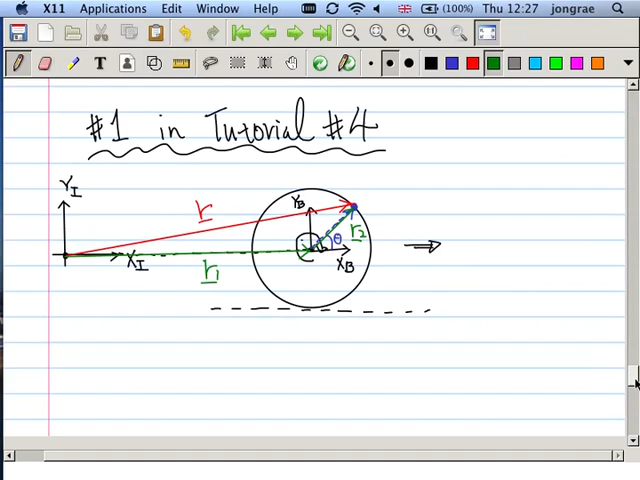 X11 Applications Edit Window Help (100%) Thu 12:27 jongrae
T
#1 in Tutorial #4
Y_I
Y_B
r
θ
r_2
X_I
r_1
X_B